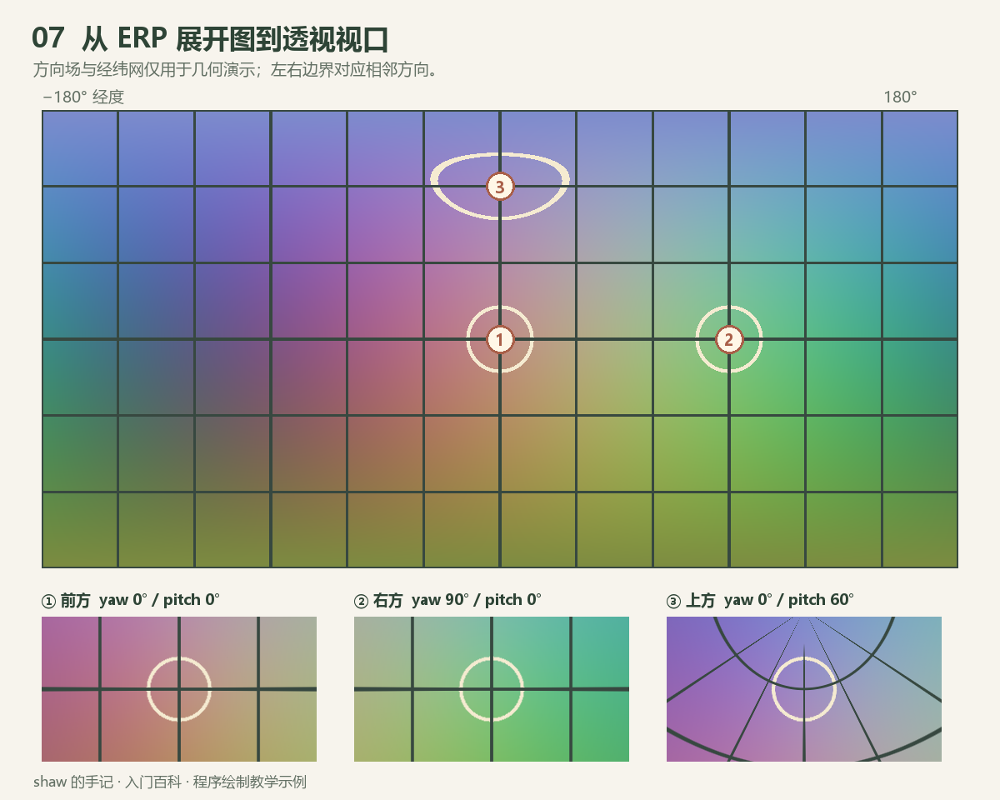 07 从 ERP 展开图到透视视口
方向场与经纬网仅用于几何演示；左右边界对应相邻方向。
−180° 经度
180°
3
1
2
① 前方 yaw 0° / pitch 0°
② 右方 yaw 90° / pitch 0°
③ 上方 yaw 0° / pitch 60°
shaw 的手记 · 入门百科 · 程序绘制教学示例